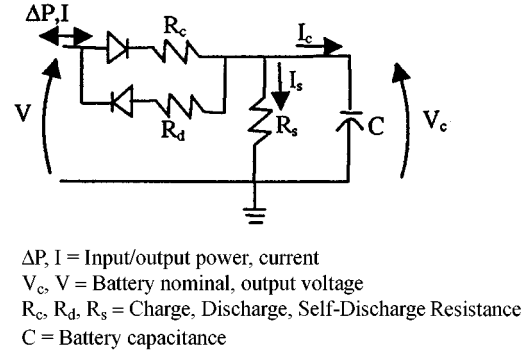 ΔP,I
R_c
I_c
V
I_s
R_d
R_s
C
V_c
ΔP, I = Input/output power, current
V_c, V = Battery nominal, output voltage
R_c, R_d, R_s = Charge, Discharge, Self-Discharge Resistance
C = Battery capacitance